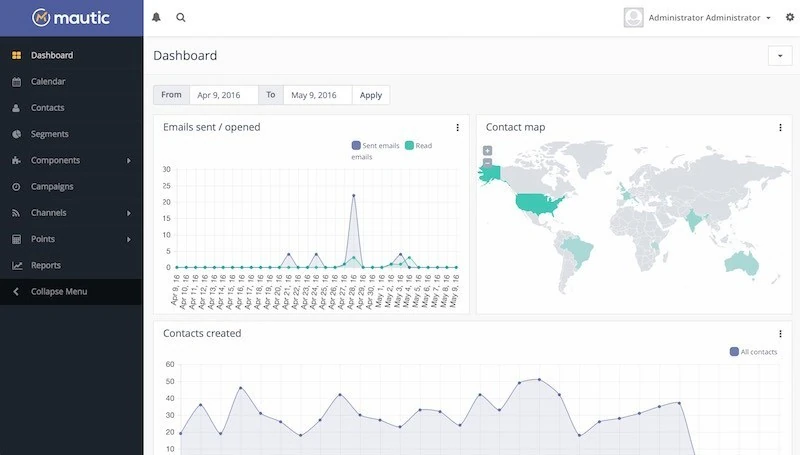 mautic
Administrator Administrator
Dashboard
Dashboard
Calendar
Contacts
Segments
Components
Campaigns
Channels
Points
Reports
Collapse Menu
From Apr 9, 2016 To May 9, 2016 Apply
Emails sent / opened
Sent emails Read
emails
30
25
20
15
10
5
0
Apr 9, 16
Apr 10, 16
Apr 11, 16
Apr 12, 16
Apr 13, 16
Apr 14, 16
Apr 15, 16
Apr 16, 16
Apr 17, 16
Apr 18, 16
Apr 19, 16
Apr 20, 16
Apr 21, 16
Apr 22, 16
Apr 23, 16
Apr 24, 16
Apr 25, 16
Apr 26, 16
Apr 27, 16
Apr 28, 16
Apr 29, 16
Apr 30, 16
May 1, 16
May 2, 16
May 3, 16
May 4, 16
May 5, 16
May 6, 16
May 7, 16
May 8, 16
May 9, 16
Contact map
+
-
Contacts created
All contacts
60
50
40
30
20
10